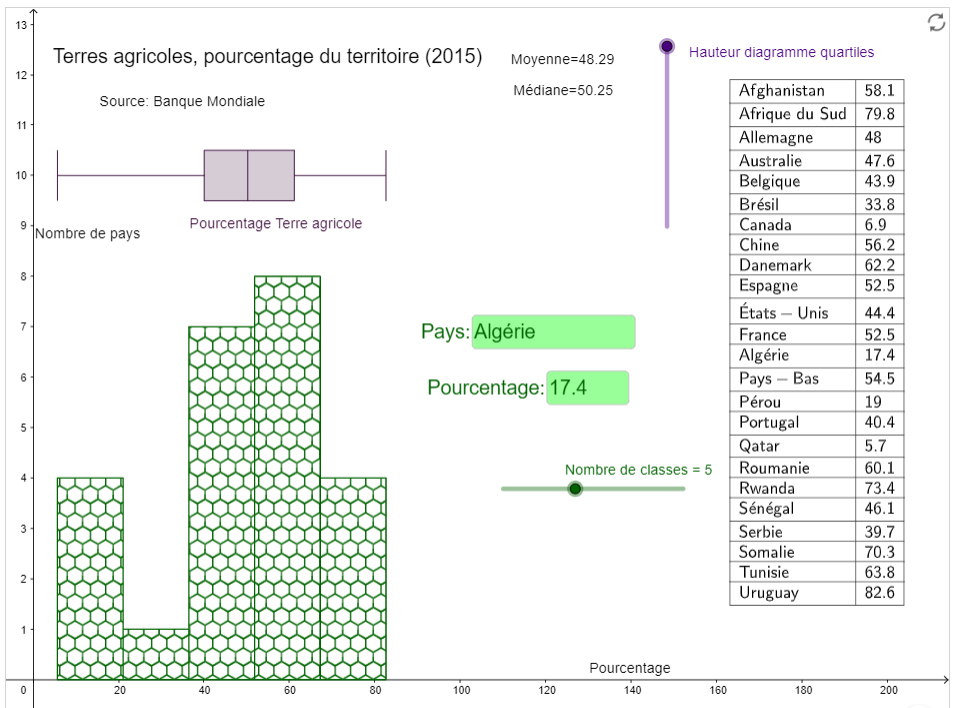 Terres agricoles, pourcentage du territoire (2015)
Source: Banque Mondiale
Moyenne=48.29
Médiane=50.25
Hauteur diagramme quartiles
Pourcentage Terre agricole
Nombre de pays
13
12
11
10
9
8
7
6
5
4
3
2
1
0 20 40 60 80 100 120 140 160 180 200
Pourcentage
Pays: Algérie
Pourcentage: 17.4
Nombre de classes = 5
Afghanistan 58.1
Afrique du Sud 79.8
Allemagne 48
Australie 47.6
Belgique 43.9
Brésil 33.8
Canada 6.9
Chine 56.2
Danemark 62.2
Espagne 52.5
États − Unis 44.4
France 52.5
Algérie 17.4
Pays − Bas 54.5
Pérou 19
Portugal 40.4
Qatar 5.7
Roumanie 60.1
Rwanda 73.4
Sénégal 46.1
Serbie 39.7
Somalie 70.3
Tunisie 63.8
Uruguay 82.6